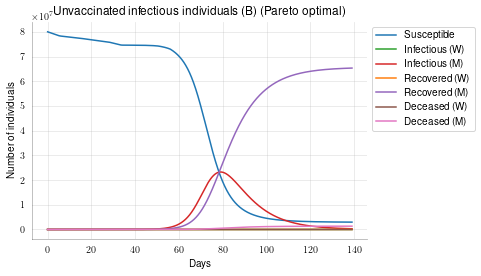 Unvaccinated infectious individuals (B) (Pareto optimal)
×10⁷
8
7
6
5
4
3
2
1
0
Number of individuals
0 20 40 60 80 100 120 140
Days
Susceptible
Infectious (W)
Infectious (M)
Recovered (W)
Recovered (M)
Deceased (W)
Deceased (M)